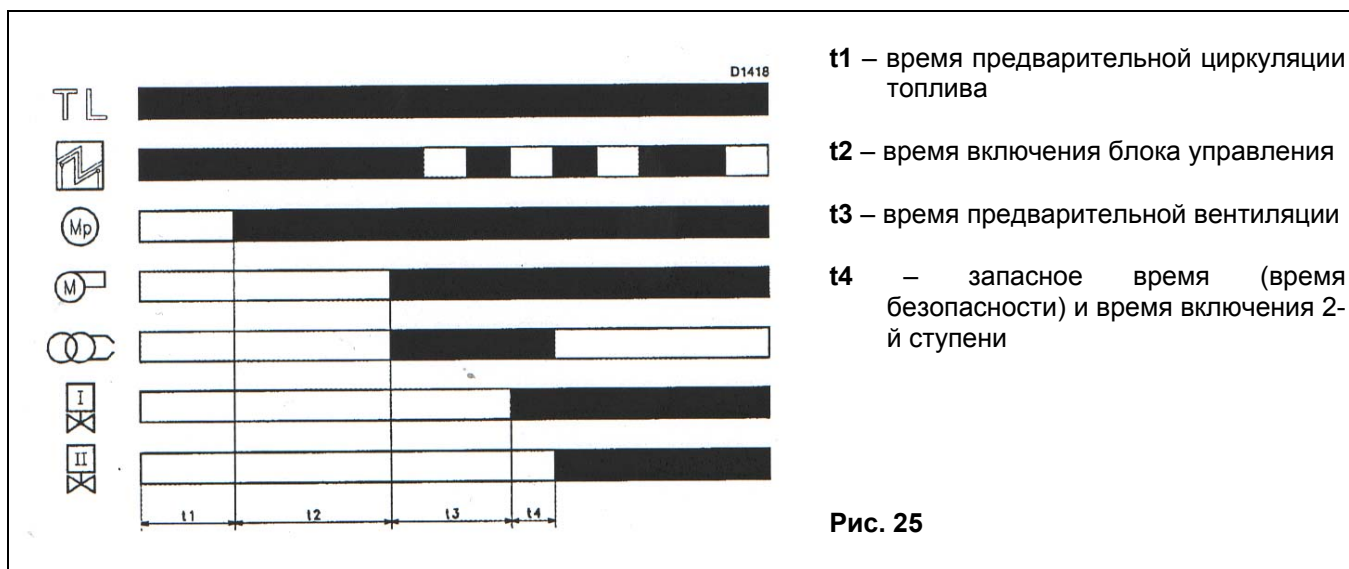 D1418
TL
Mp
M
I
II
t1 t2 t3 t4
t1 – время предварительной циркуляции
топлива
t2 – время включения блока управления
t3 – время предварительной вентиляции
t4 – запасное время (время
безопасности) и время включения 2-
й ступени
Рис. 25